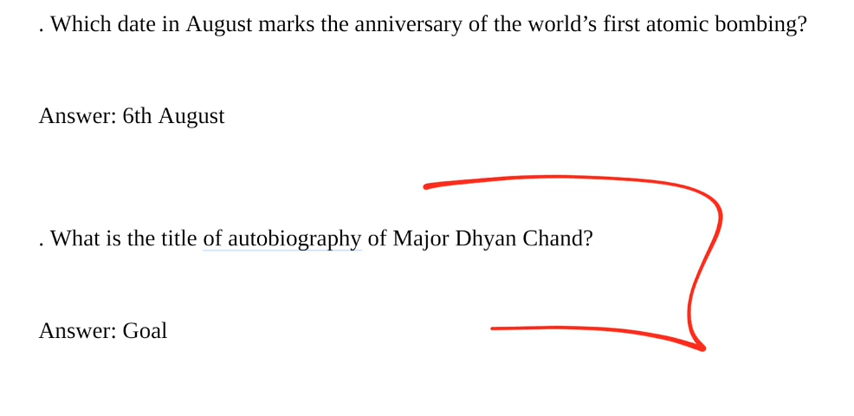 . Which date in August marks the anniversary of the world’s first atomic bombing?
Answer: 6th August
. What is the title of autobiography of Major Dhyan Chand?
Answer: Goal